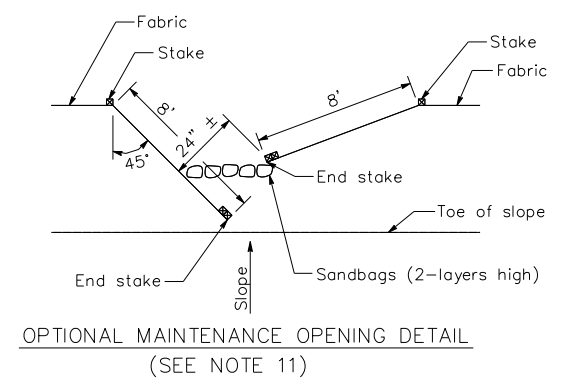 Fabric
Stake
Stake
Fabric
8'
8'
24" ±
45°
End stake
Toe of slope
End stake
Sandbags (2-layers high)
Slope
OPTIONAL MAINTENANCE OPENING DETAIL
(SEE NOTE 11)